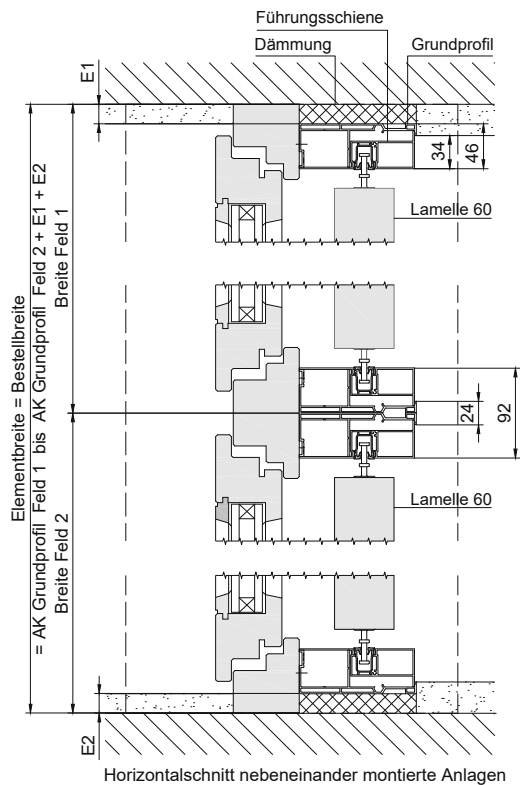 Führungsschiene
Dämmung
Grundprofil
E1
34
46
Lamelle 60
Elementbreite = Bestellbreite
= AK Grundprofil Feld 1 bis AK Grundprofil Feld 2 + E1 + E2
Breite Feld 1
24
92
Breite Feld 2
Lamelle 60
E2
Horizontalschnitt nebeneinander montierte Anlagen